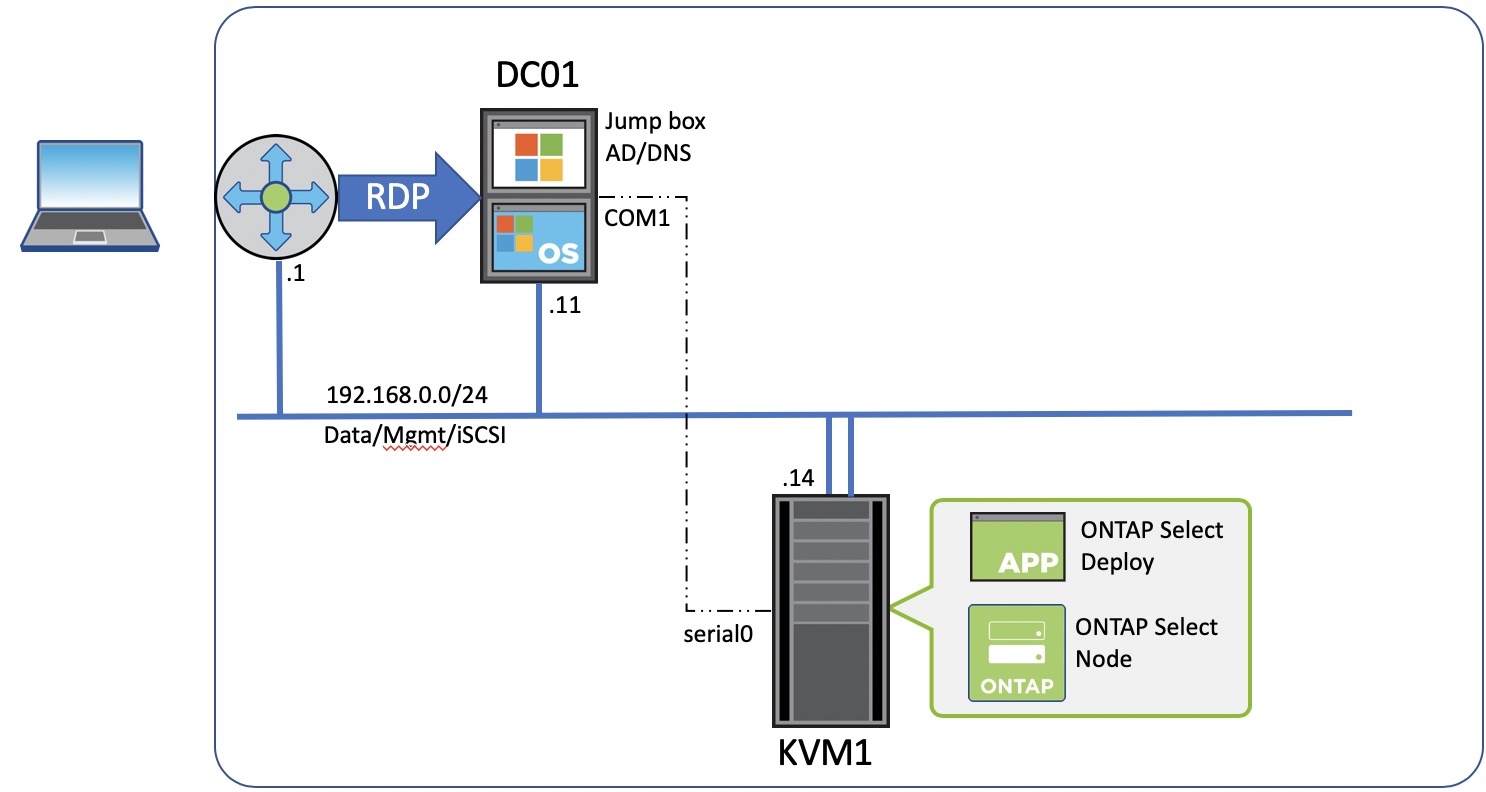 DC01
Jump box
AD/DNS
RDP
COM1
OS
.1
.11
192.168.0.0/24
Data/Mgmt/iSCSI
.14
ONTAP Select
Deploy
APP
ONTAP Select
Node
ONTAP
serial0
KVM1